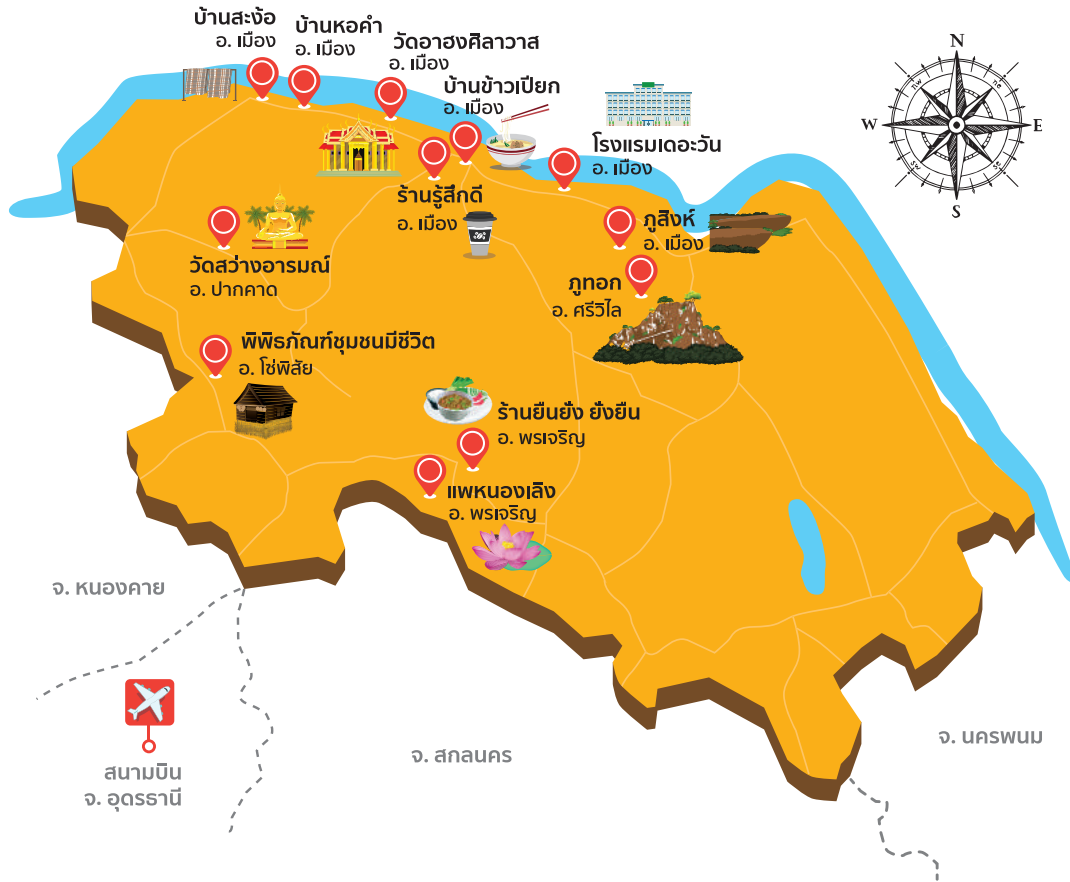 บ้านสะง้อ
อ. เมือง
บ้านหอคำ
อ. เมือง
วัดอาฮงศิลาวาส
อ. เมือง
บ้านข้าวเปียก
อ. เมือง
โรงแรมเดอะวัน
อ. เมือง
ร้านรู้สึกดี
อ. เมือง
ภูสิงห์
อ. เมือง
วัดสว่างอารมณ์
อ. ปากคาด
ภูทอก
อ. ศรีวิไล
พิพิธภัณฑ์ชุมชนมีชีวิต
อ. โซ่พิสัย
ร้านยืนยัง ยั่งยืน
อ. พรเจริญ
แพหนองเลิง
อ. พรเจริญ
จ. หนองคาย
สนามบิน
จ. อุดรธานี
จ. สกลนคร
จ. นครพนม
N
nw
ne
W
E
sw
se
S